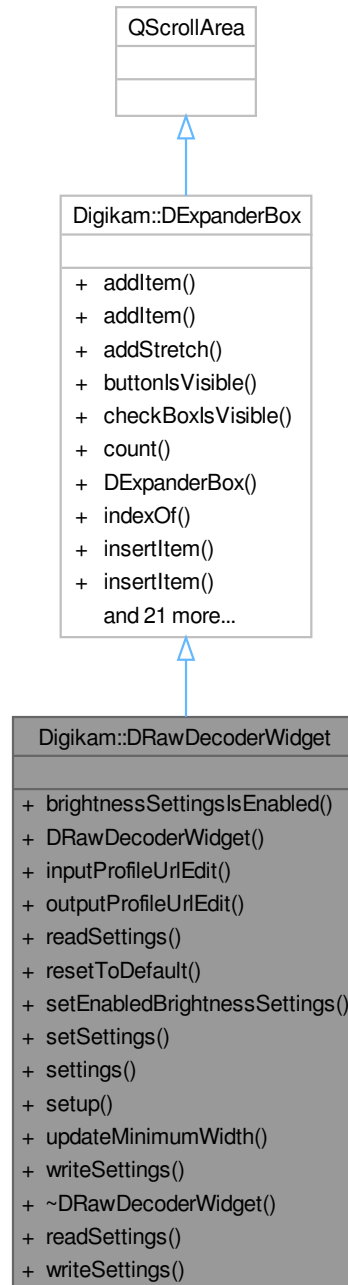 QScrollArea
Digikam::DExpanderBox
+ addItem()
+ addItem()
+ addStretch()
+ buttonIsVisible()
+ checkBoxIsVisible()
+ count()
+ DExpanderBox()
+ indexOf()
+ insertItem()
+ insertItem()
and 21 more...
Digikam::DRawDecoderWidget
+ brightnessSettingsIsEnabled()
+ DRawDecoderWidget()
+ inputProfileUrlEdit()
+ outputProfileUrlEdit()
+ readSettings()
+ resetToDefault()
+ setEnabledBrightnessSettings()
+ setSettings()
+ settings()
+ setup()
+ updateMinimumWidth()
+ writeSettings()
+ ~DRawDecoderWidget()
+ readSettings()
+ writeSettings()